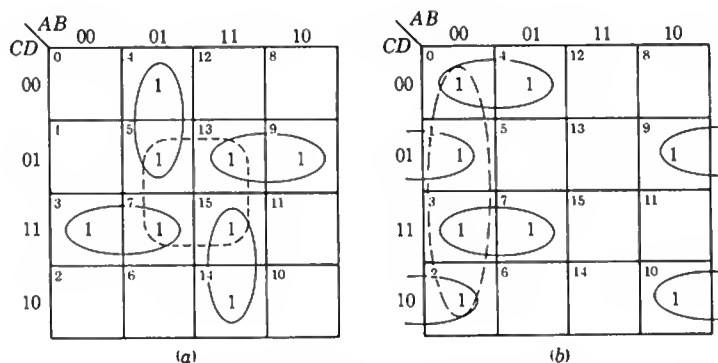 AB
CD 00 01 11 10
0 4 12 8
00 1
1 5 13 9
01 1 1 1
3 7 15 11
11 1 1 1
2 6 14 10
10 1
(a)
AB
CD 00 01 11 10
0 4 12 8
00 1 1
1 5 13 9
01 1 1
3 7 15 11
11 1 1
2 6 14 10
10 1 1
(b)